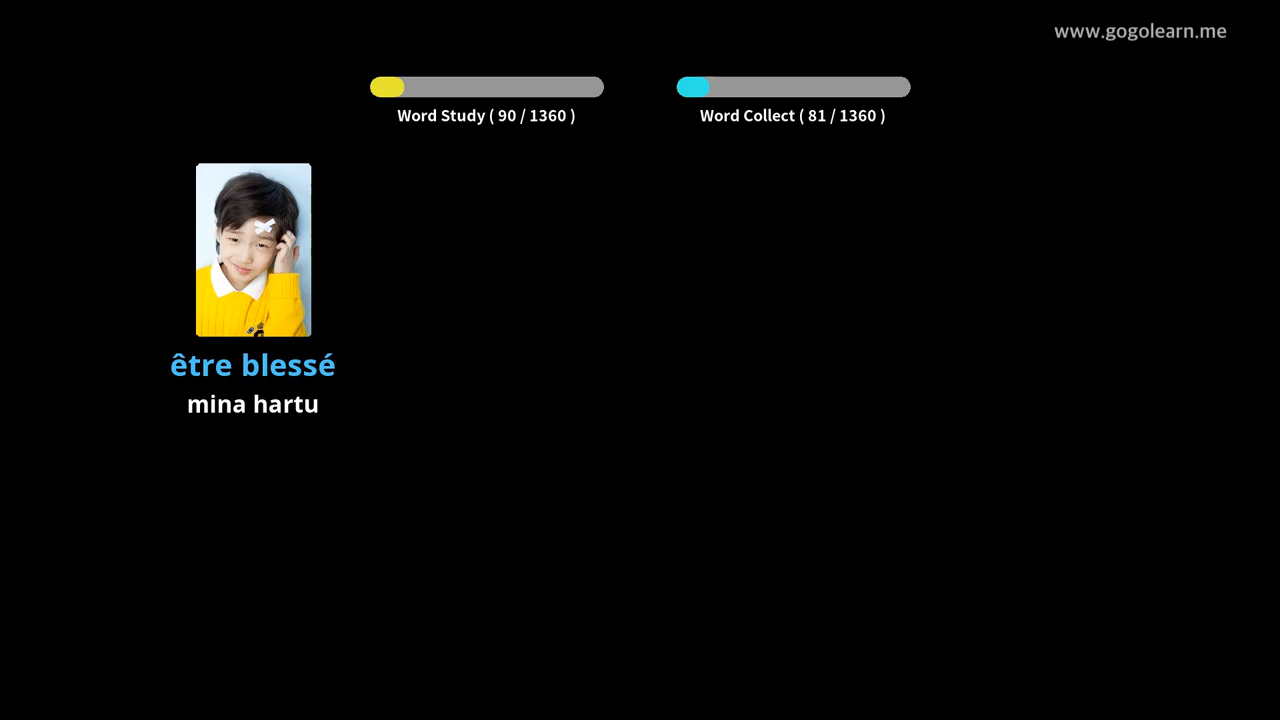 www.gogolearn.me
Word Study ( 90 / 1360 )
Word Collect ( 81 / 1360 )
être blessé
mina hartu